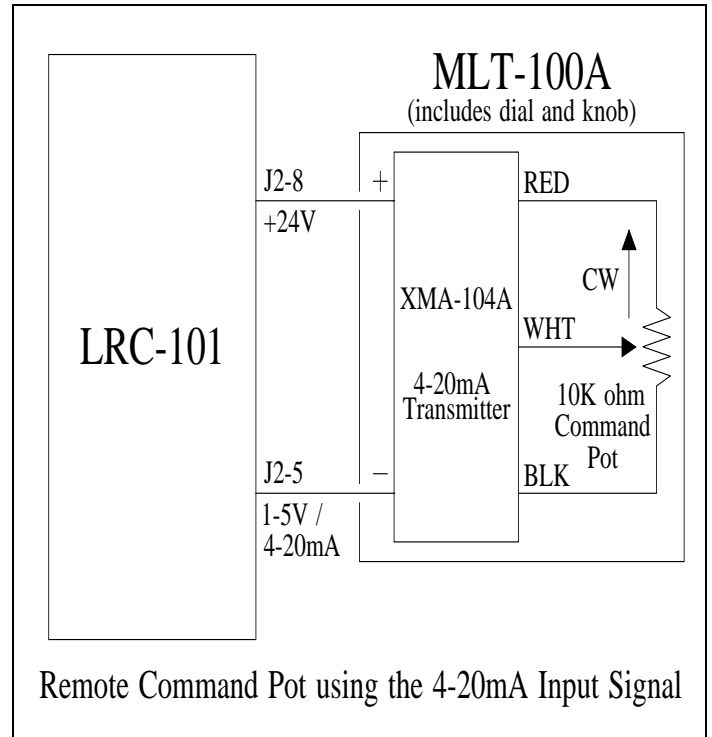 MLT-100A
(includes dial and knob)
J2-8
+
RED
+24V
CW
XMA-104A
WHT
LRC-101
4-20mA
Transmitter
10K ohm
Command
Pot
J2-5
−
BLK
1-5V /
4-20mA
Remote Command Pot using the 4-20mA Input Signal